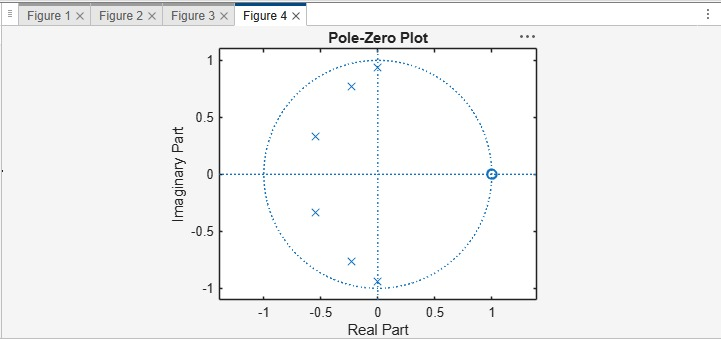 Figure 1 × Figure 2 × Figure 3 × Figure 4 ×
Pole-Zero Plot
1
0.5
0
-0.5
-1
Imaginary Part
-1 -0.5 0 0.5 1
Real Part